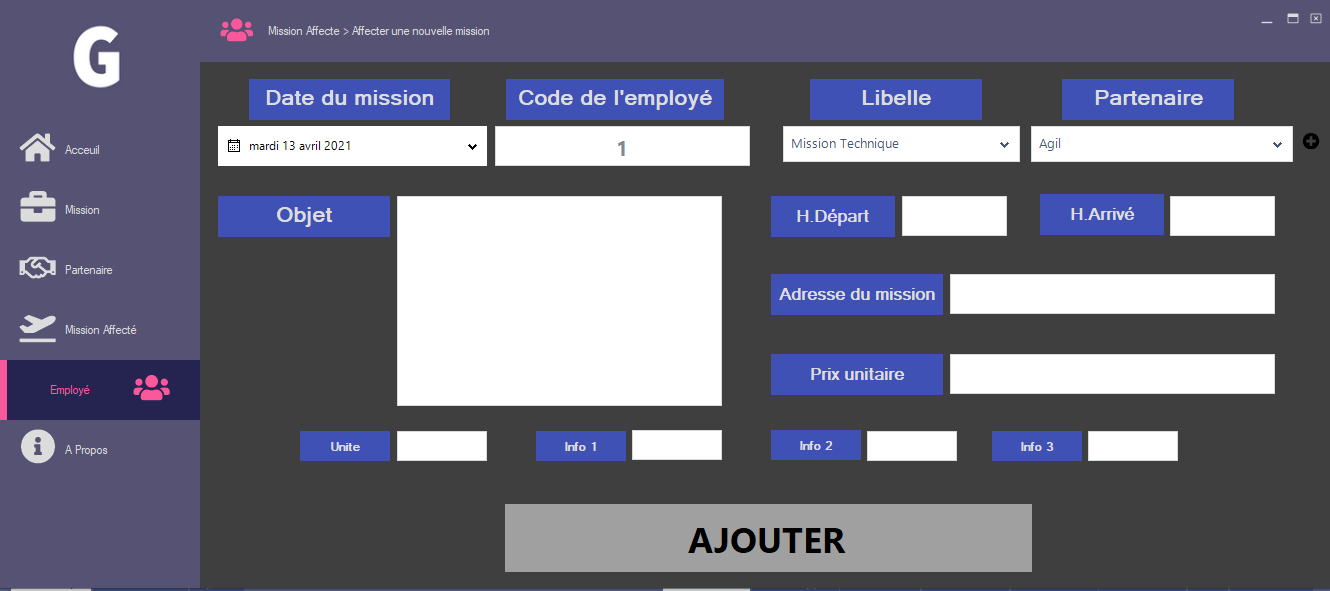 G
Mission Affecte > Affecter une nouvelle mission
Acceuil
Mission
Partenaire
Mission Affecté
Employé
A Propos
Date du mission
Code de l'employé
Libelle
Partenaire
mardi 13 avril 2021
1
Mission Technique
Agil
Objet
H.Départ
H.Arrivé
Adresse du mission
Prix unitaire
Unite
Info 1
Info 2
Info 3
AJOUTER